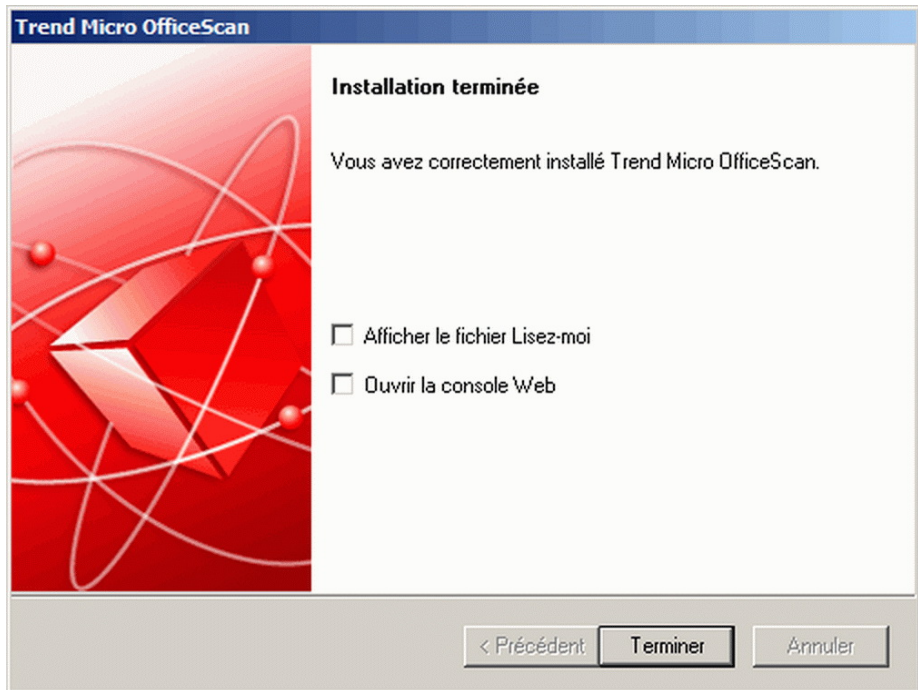 Trend Micro OfficeScan
Installation terminée
Vous avez correctement installé Trend Micro OfficeScan.
Afficher le fichier Lisez-moi
Ouvrir la console Web
< Précédent Terminer Annuler